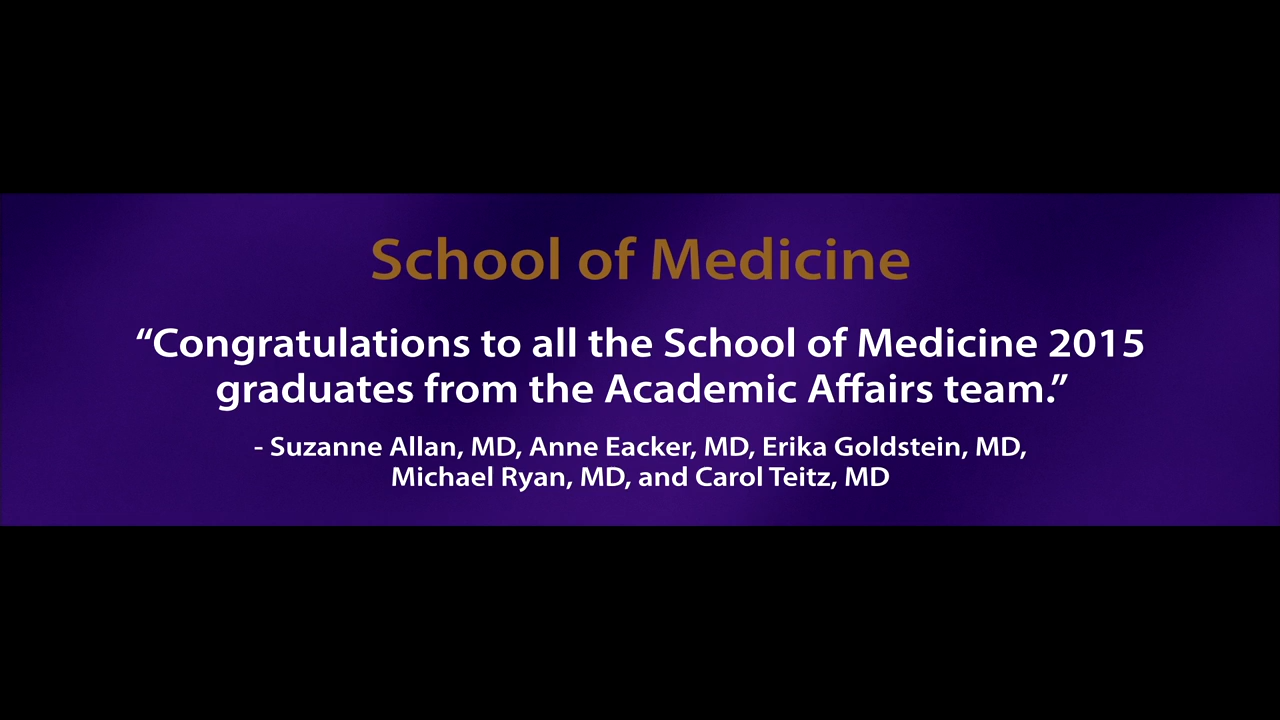 School of Medicine
“Congratulations to all the School of Medicine 2015
graduates from the Academic Affairs team.”
- Suzanne Allan, MD, Anne Eacker, MD, Erika Goldstein, MD,
Michael Ryan, MD, and Carol Teitz, MD